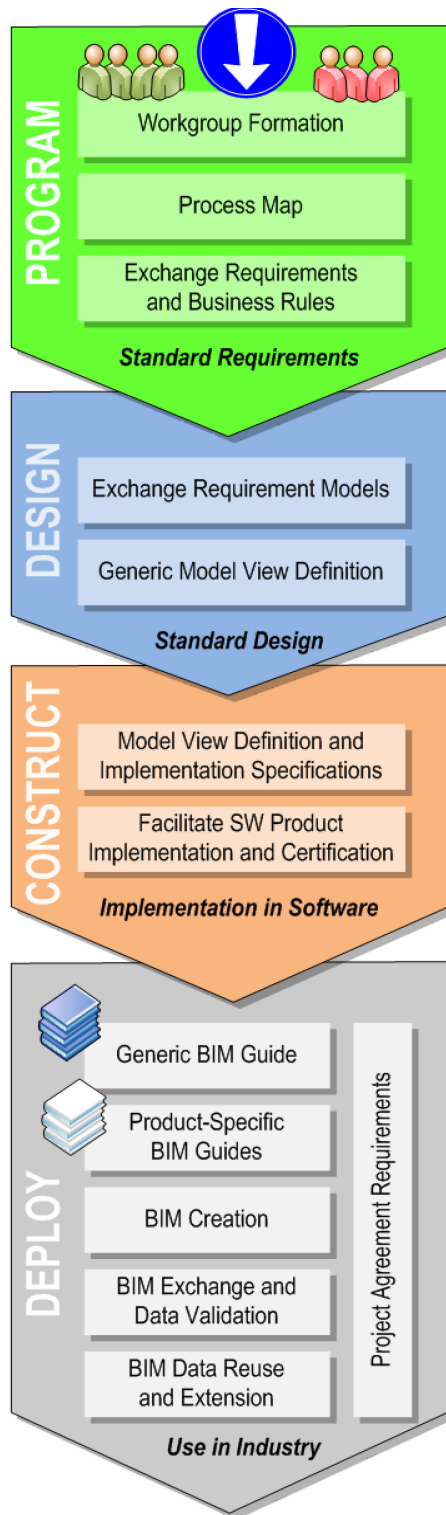 PROGRAM
Workgroup Formation
Process Map
Exchange Requirements
and Business Rules
Standard Requirements
DESIGN
Exchange Requirement Models
Generic Model View Definition
Standard Design
CONSTRUCT
Model View Definition and
Implementation Specifications
Facilitate SW Product
Implementation and Certification
Implementation in Software
DEPLOY
Generic BIM Guide
Product-Specific
BIM Guides
BIM Creation
BIM Exchange and
Data Validation
BIM Data Reuse
and Extension
Project Agreement Requirements
Use in Industry